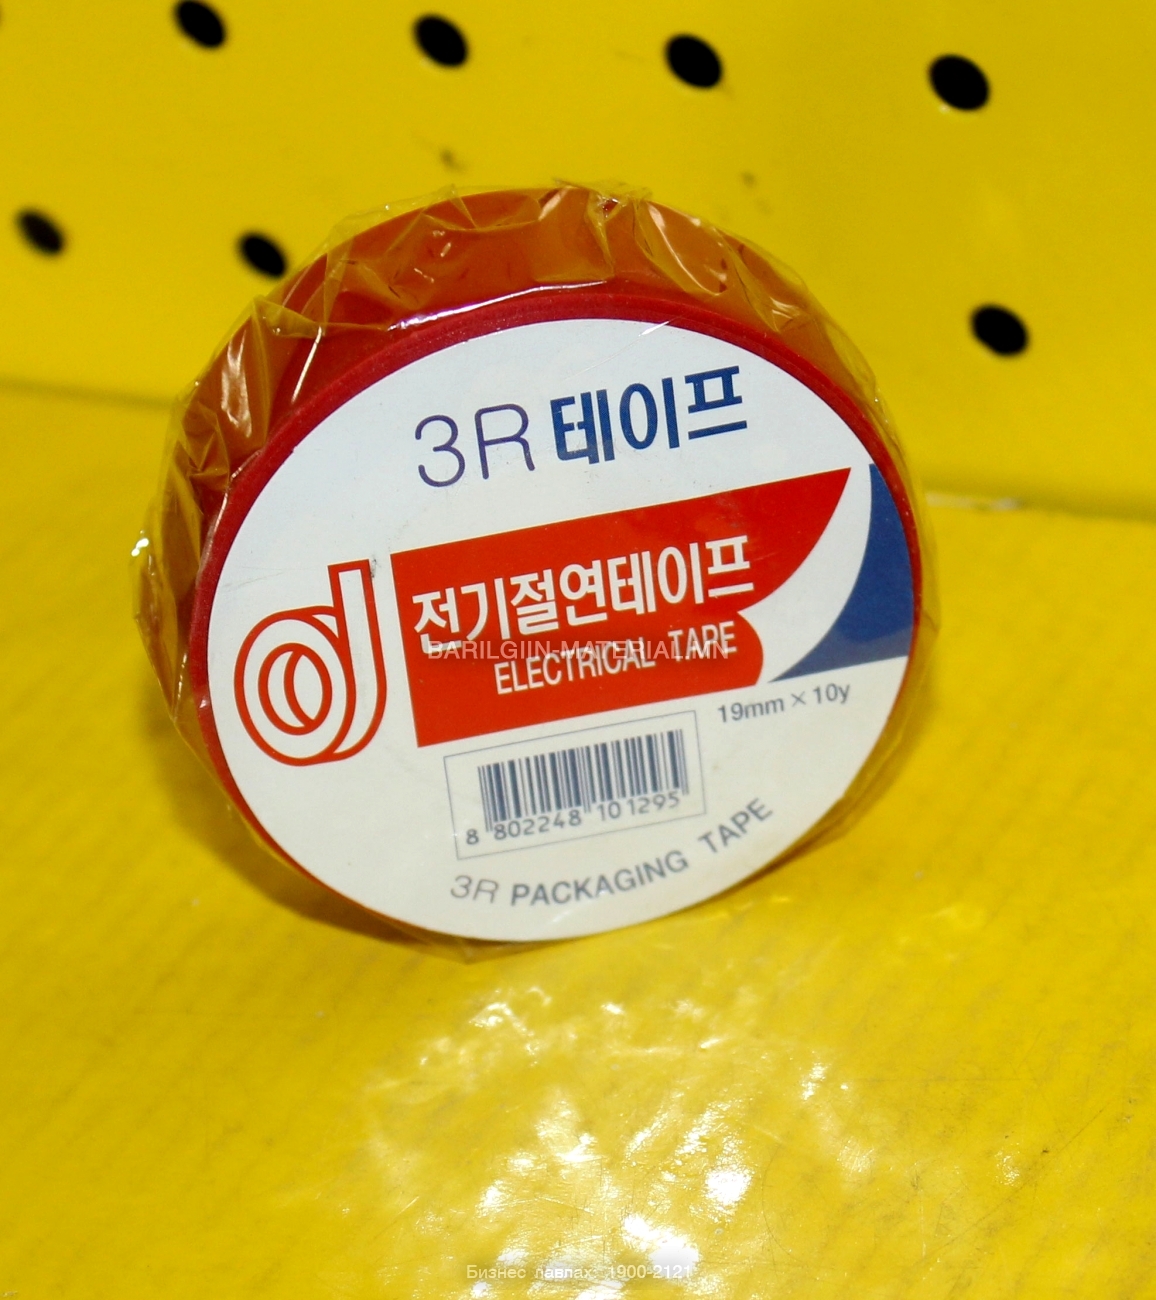 3R 테이프
전기절연테이프
BARILGIIN-MATERIAL.MN
ELECTRICAL TAPE
19mm × 10y
8 802248 101295
3R PACKAGING TAPE
Бизнес лавлах: 1900-2121